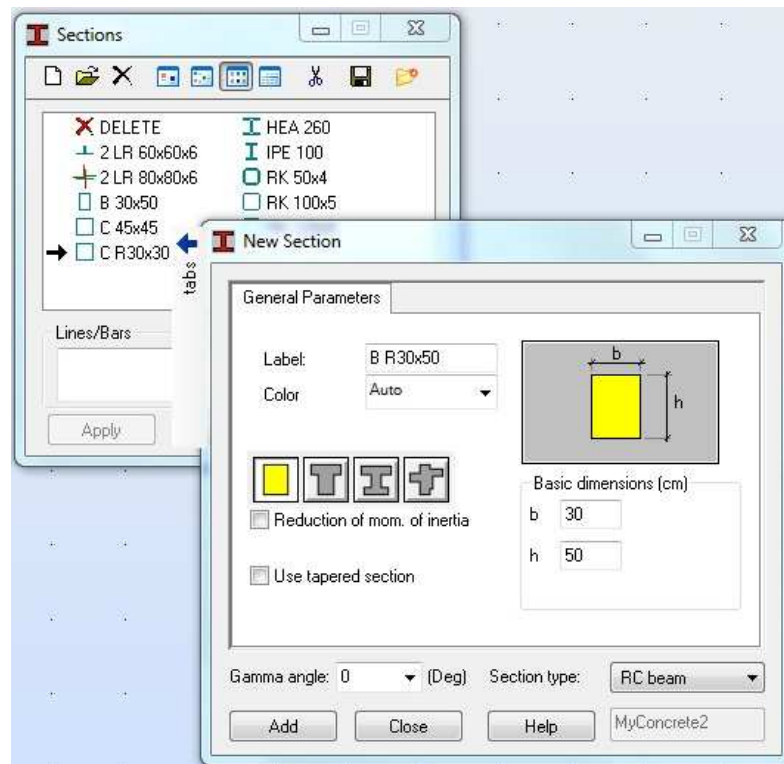 Sections
DELETE
2 LR 60x60x6
2 LR 80x80x6
B 30x50
C 45x45
C R30x30
HEA 260
IPE 100
RK 50x4
RK 100x5
tabs
Lines/Bars
Apply
New Section
General Parameters
Label: B R30x50
Color Auto
Reduction of mom. of inertia
Use tapered section
b
h
Basic dimensions (cm)
b 30
h 50
Gamma angle: 0 (Deg) Section type: RC beam
Add Close Help MyConcrete2